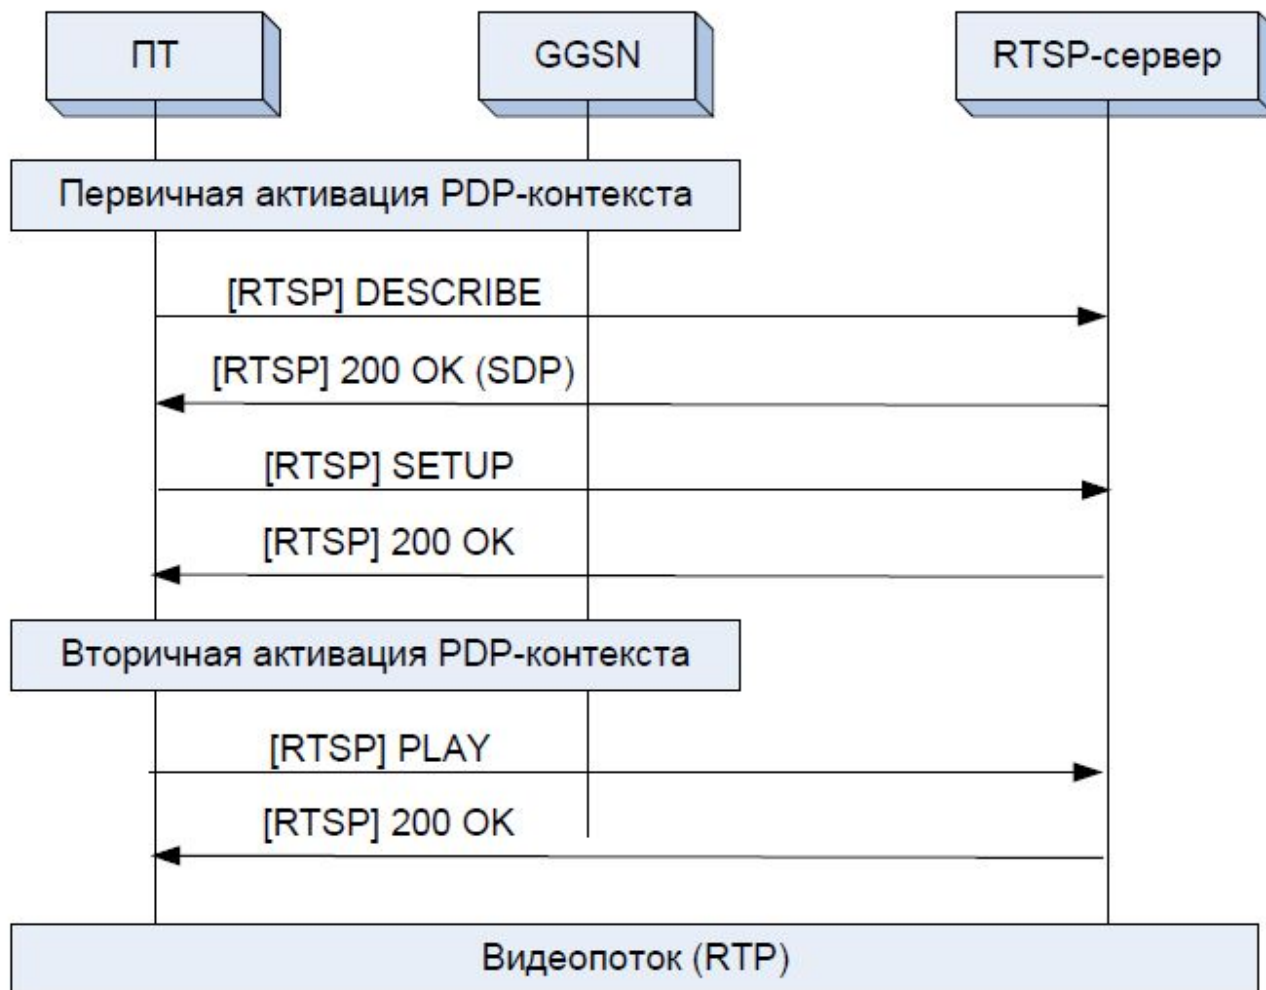 ПТ
GGSN
RTSP-сервер
Первичная активация PDP-контекста
[RTSP] DESCRIBE
[RTSP] 200 OK (SDP)
[RTSP] SETUP
[RTSP] 200 OK
Вторичная активация PDP-контекста
[RTSP] PLAY
[RTSP] 200 OK
Видеопоток (RTP)